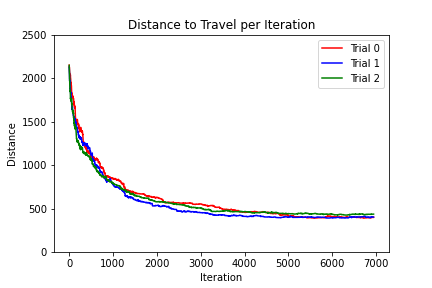 Distance to Travel per Iteration
2500
2000
1500
1000
500
0
Distance
Trial 0
Trial 1
Trial 2
0 1000 2000 3000 4000 5000 6000 7000
Iteration